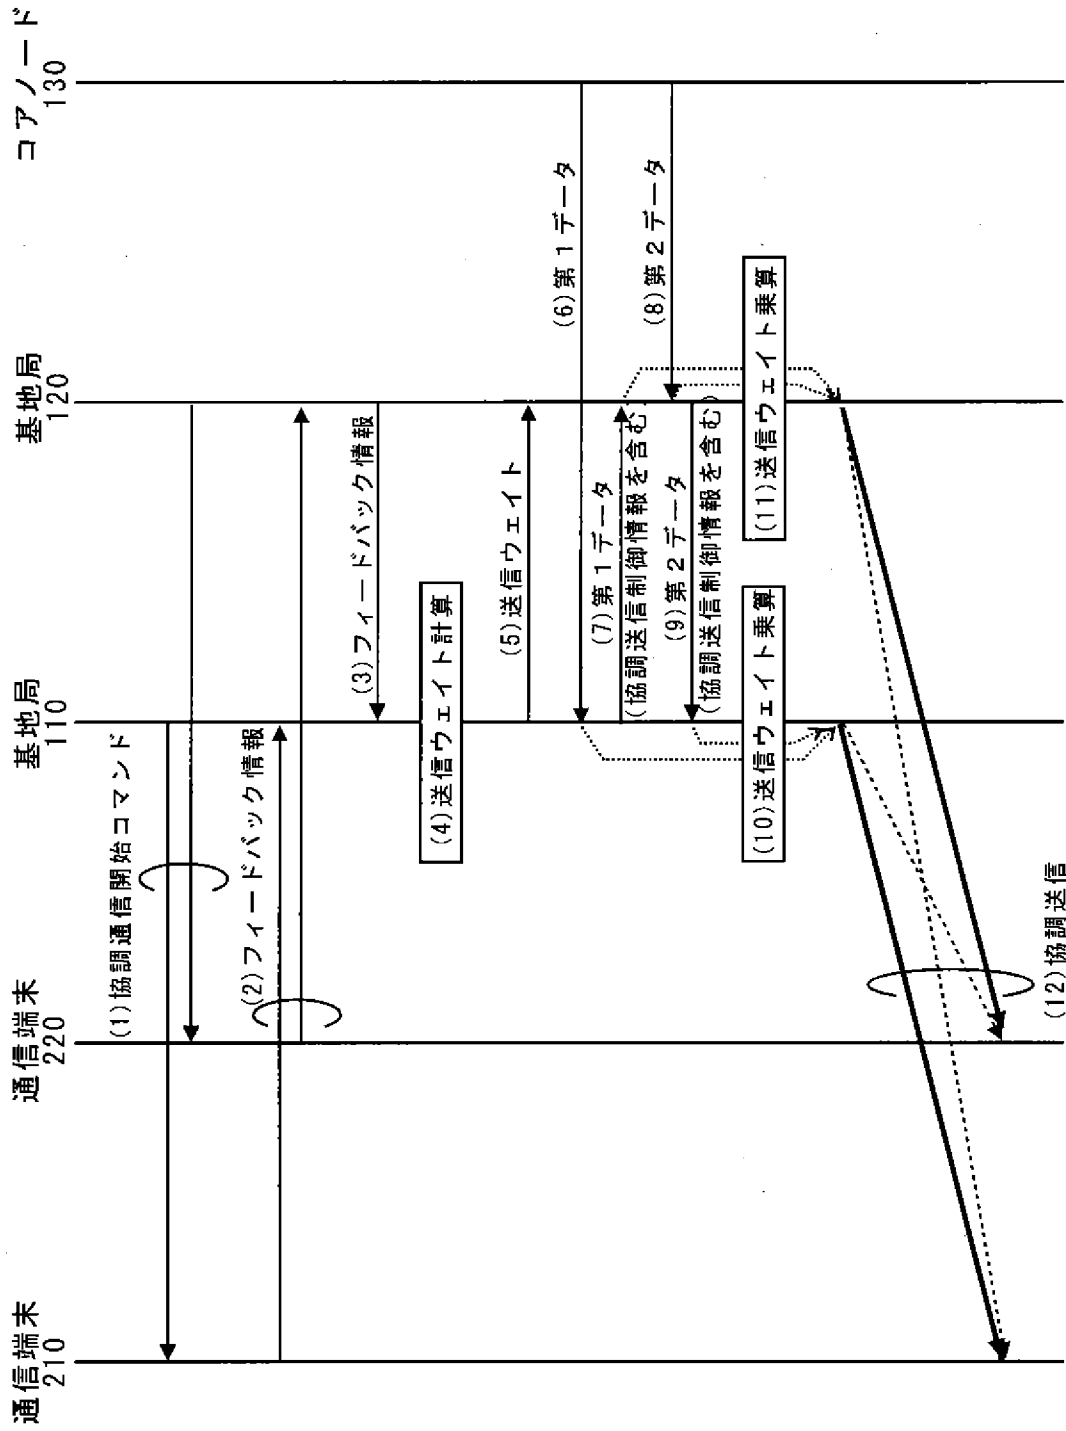 通信端末
210
通信端末
220
基地局
110
基地局
120
コアノード
130
(1)協調通信開始コマンド
(2)フィードバック情報
(3)フィードバック情報
(4)送信ウェイト計算
(5)送信ウェイト
(6)第1データ
(7)第1データ
(協調送信制御情報を含む)
(8)第2データ
(9)第2データ
(協調送信制御情報を含む)
(10)送信ウェイト乗算
(11)送信ウェイト乗算
(12)協調送信